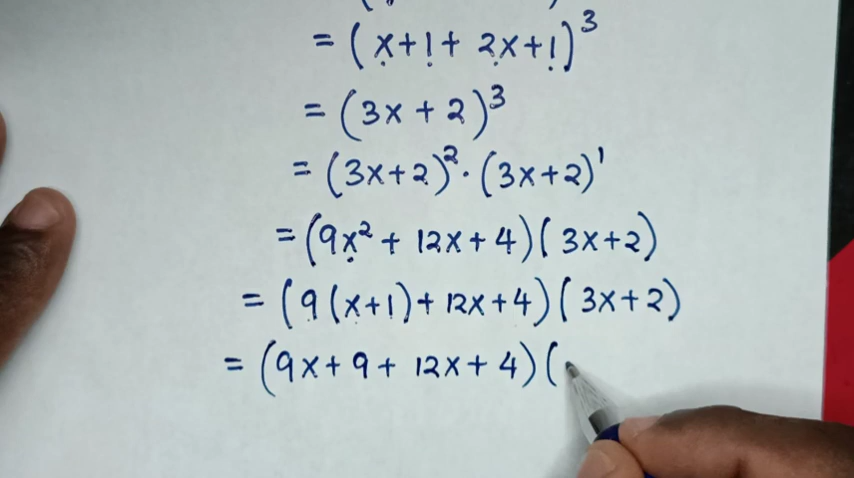 = (x+1+ 2x+1)³
= (3x + 2)³
= (3x+2)²·(3x+2)¹
= (9x² + 12x + 4)(3x+2)
= (9(x+1)+12x+4)(3x+2)
= (9x+9+ 12x+4)(